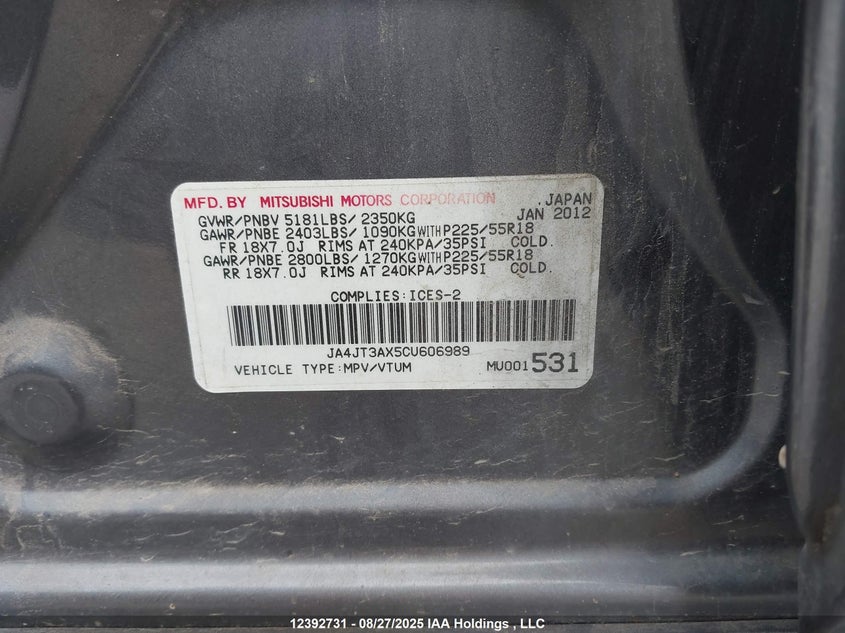 MFD. BY MITSUBISHI MOTORS CORPORATION JAPAN
GVWR/PNBV 5181LBS/ 2350KG JAN 2012
GAWR/PNBE 2403LBS/ 1090KG WITH P225/55R18
FR 18X7.0J RIMS AT 240KPA/35PSI COLD.
GAWR/PNBE 2800LBS/ 1270KG WITH P225/55R18
RR 18X7.0J RIMS AT 240KPA/35PSI COLD.
COMPLIES:ICES-2
JA4JT3AX5CU606989
VEHICLE TYPE:MPV/VTUM MU001 531
12392731 - 08/27/2025 IAA Holdings , LLC